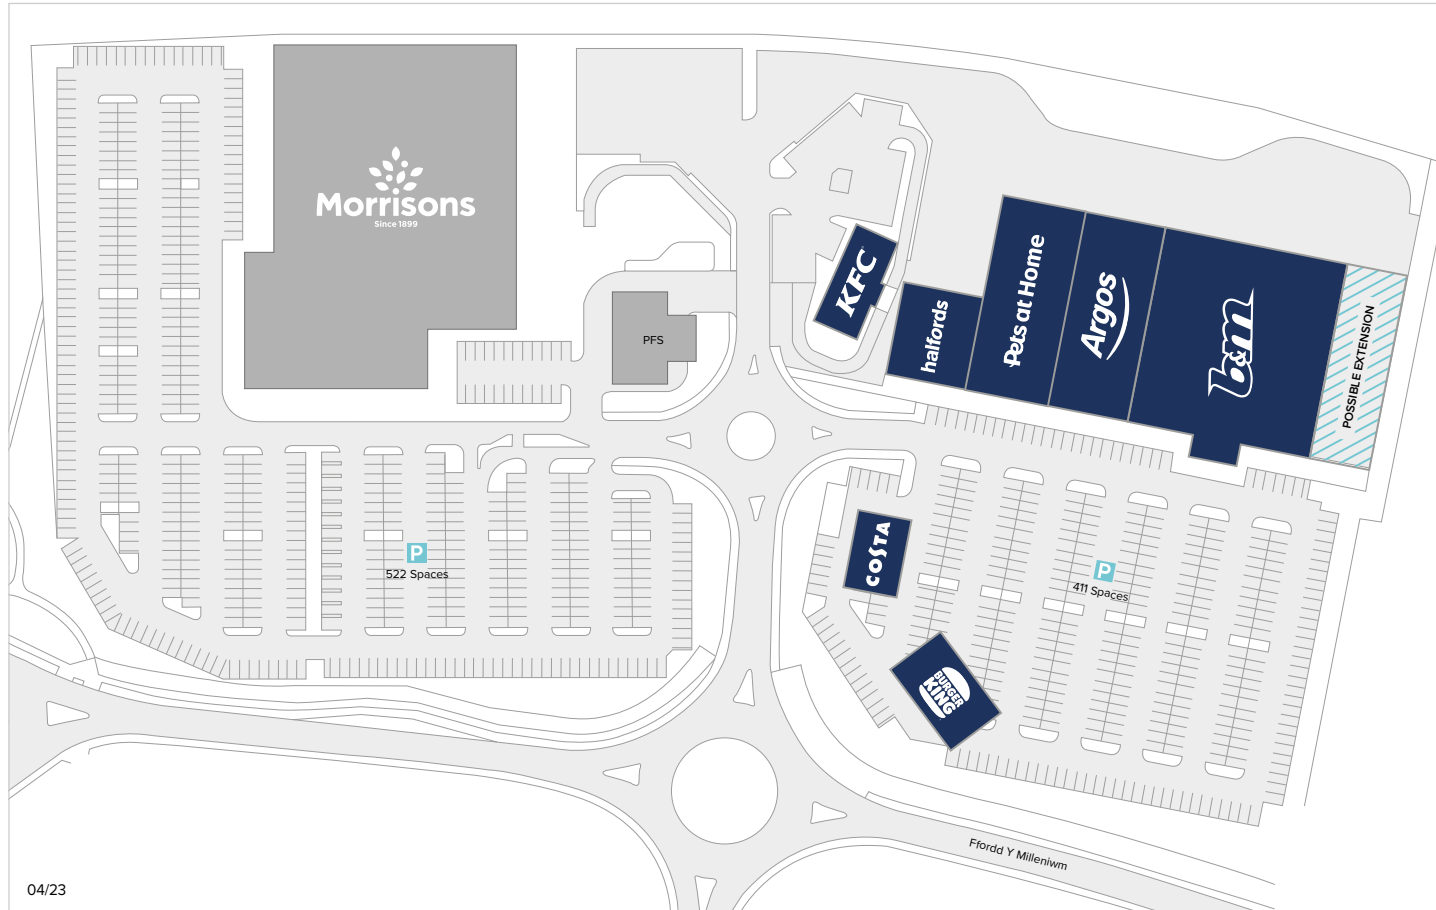 Morrisons
Since 1899
PFS
KFC
halfords
Pets at Home
Argos
b&m
POSSIBLE EXTENSION
P
522 Spaces
COSTA
P
411 Spaces
BURGER
KING
Ffordd Y Milleniwm
04/23